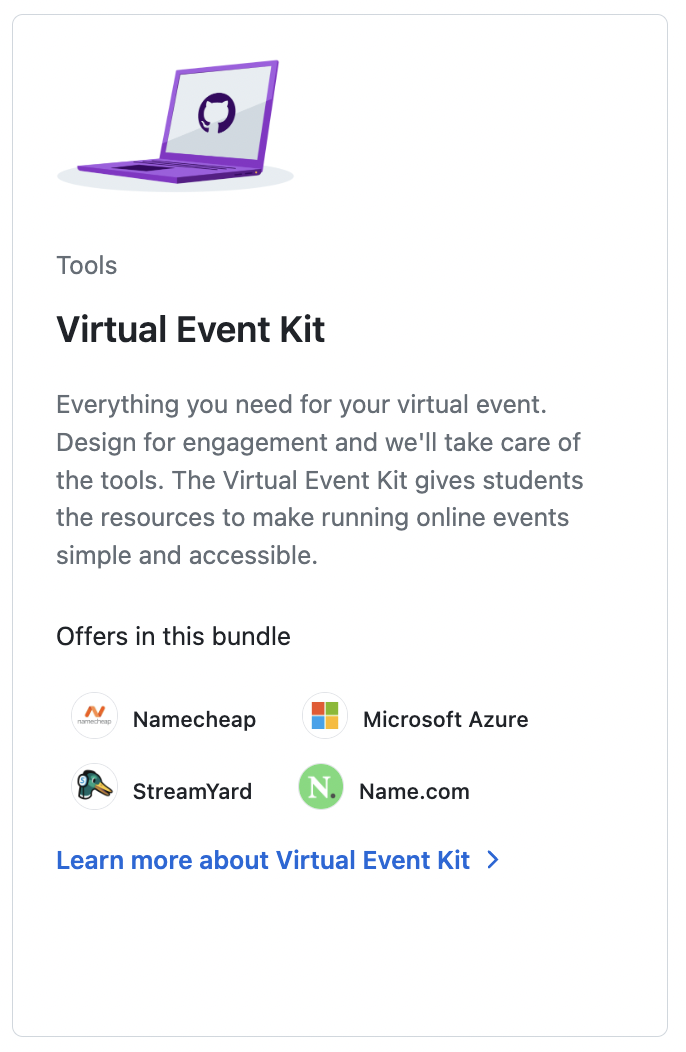 Tools
Virtual Event Kit
Everything you need for your virtual event.
Design for engagement and we'll take care of
the tools. The Virtual Event Kit gives students
the resources to make running online events
simple and accessible.
Offers in this bundle
namecheap Namecheap Microsoft Azure
StreamYard N. Name.com
Learn more about Virtual Event Kit